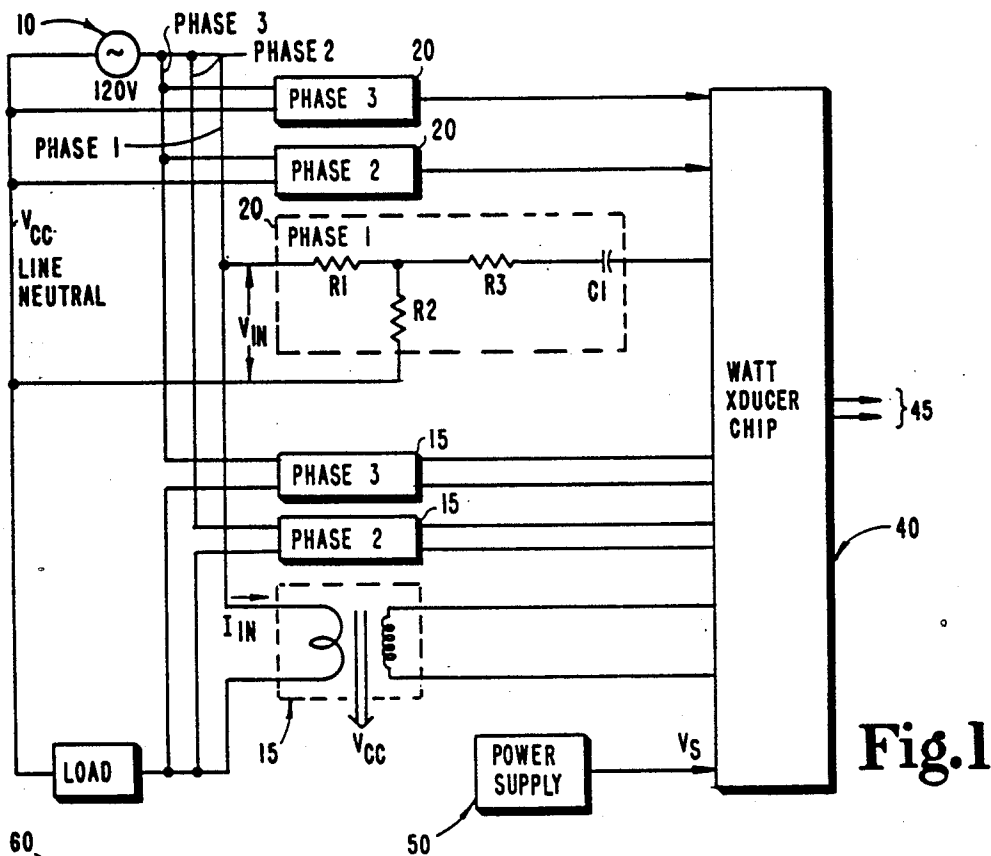 10
PHASE 3
PHASE 2
~
120V
20
PHASE 3
PHASE 1
20
PHASE 2
VCC
LINE
NEUTRAL
20
PHASE 1
R1
R3
C1
R2
VIN
WATT
XDUCER
CHIP
45
15
PHASE 3
15
PHASE 2
40
IIN
15
VCC
LOAD
POWER
SUPPLY
VS
50
Fig.1
60